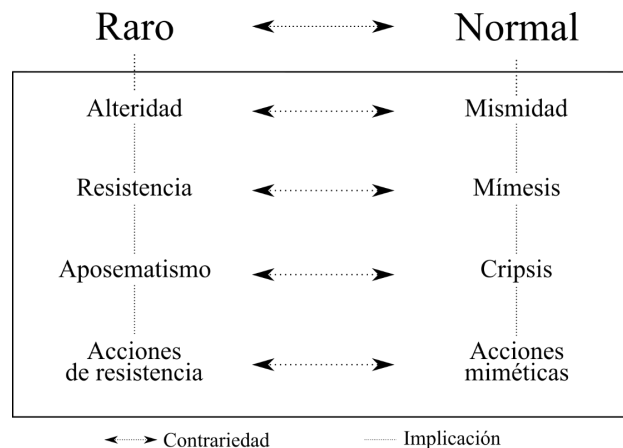 Raro Normal
Alteridad Mismidad
Resistencia Mímesis
Aposematismo Cripsis
Acciones Acciones
de resistencia miméticas
Contrariedad Implicación